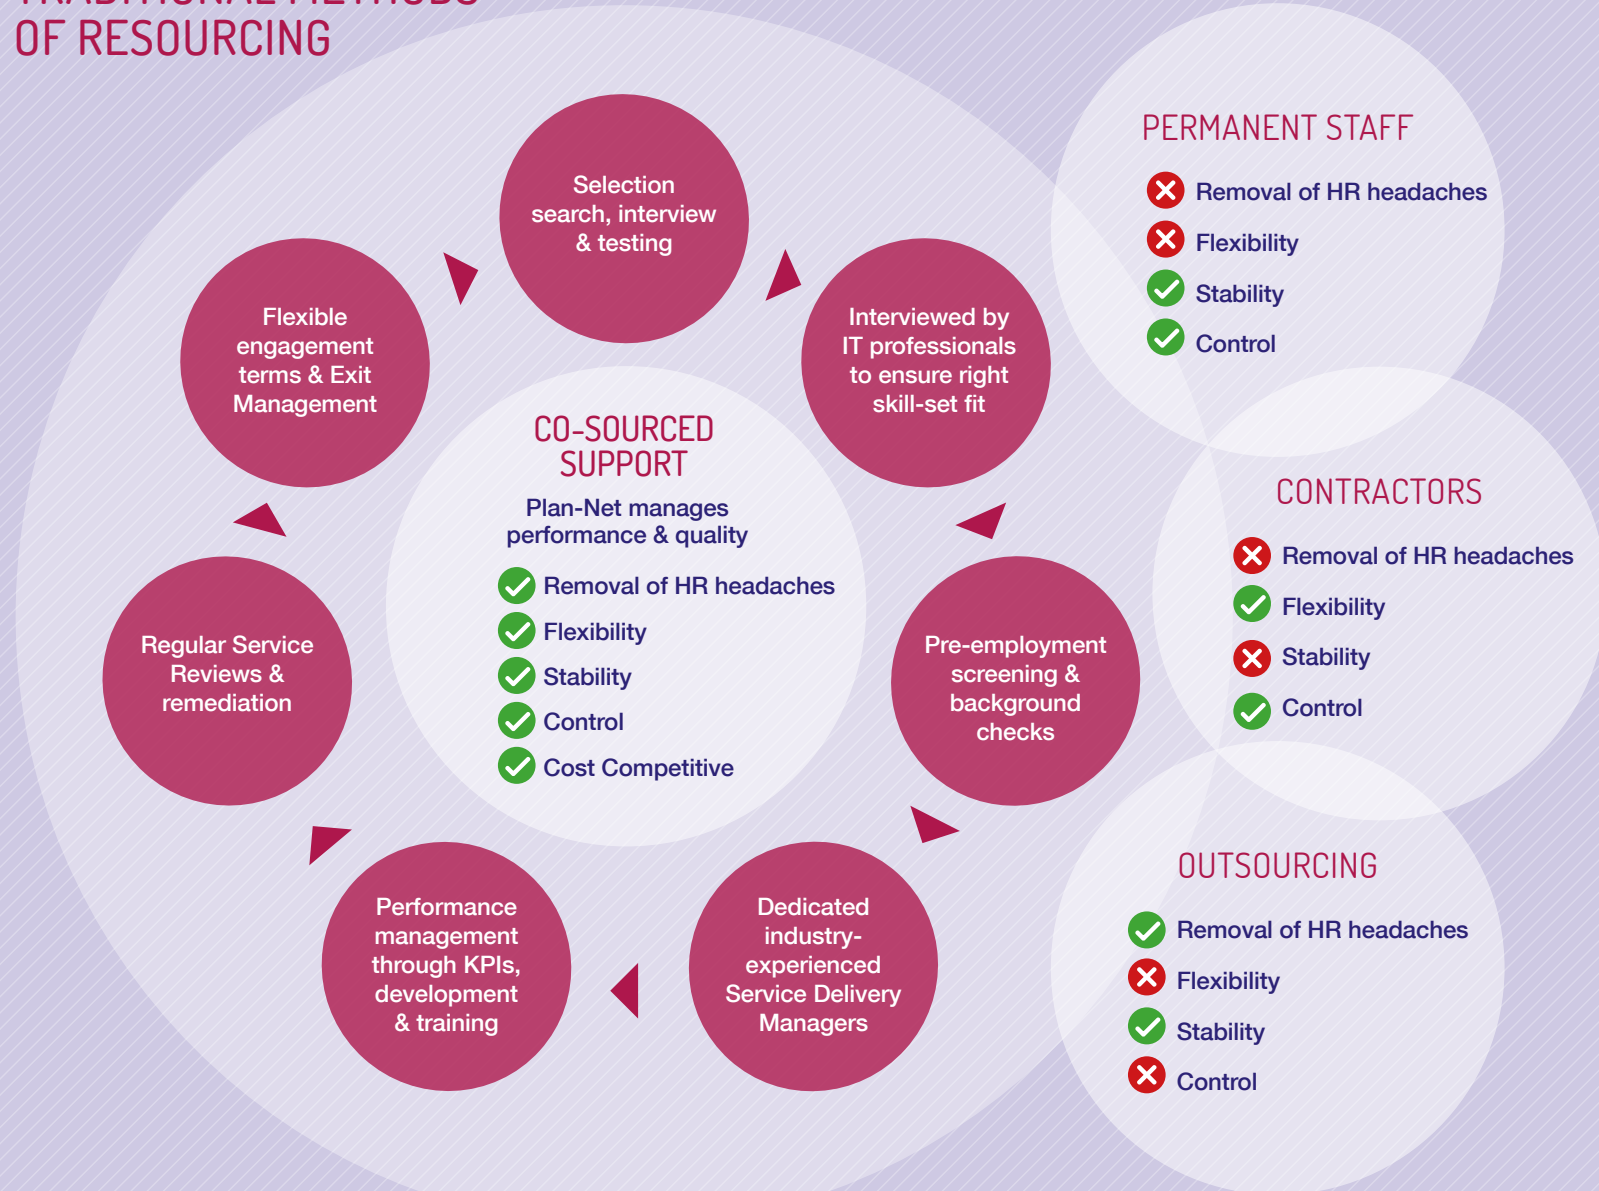 TRADITIONAL METHODS
OF RESOURCING
Selection
search, interview
& testing
Interviewed by
IT professionals
to ensure right
skill-set fit
Pre-employment
screening &
background
checks
Dedicated
industry-
experienced
Service Delivery
Managers
Performance
management
through KPIs,
development
& training
Regular Service
Reviews &
remediation
Flexible
engagement
terms & Exit
Management
CO-SOURCED
SUPPORT
Plan-Net manages
performance & quality
Removal of HR headaches
Flexibility
Stability
Control
Cost Competitive
PERMANENT STAFF
Removal of HR headaches
Flexibility
Stability
Control
CONTRACTORS
Removal of HR headaches
Flexibility
Stability
Control
OUTSOURCING
Removal of HR headaches
Flexibility
Stability
Control